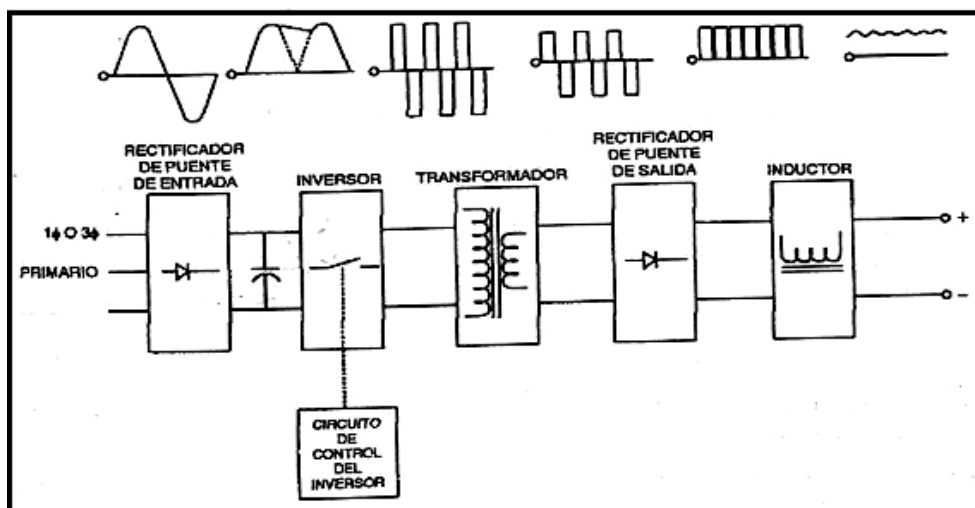 RECTIFICADOR
DE PUENTE
DE ENTRADA
INVERSOR
TRANSFORMADOR
RECTIFICADOR
DE PUENTE
DE SALIDA
INDUCTOR
1ϕ O 3ϕ
PRIMARIO
+
−
CIRCUITO
DE
CONTROL
DEL
INVERSOR